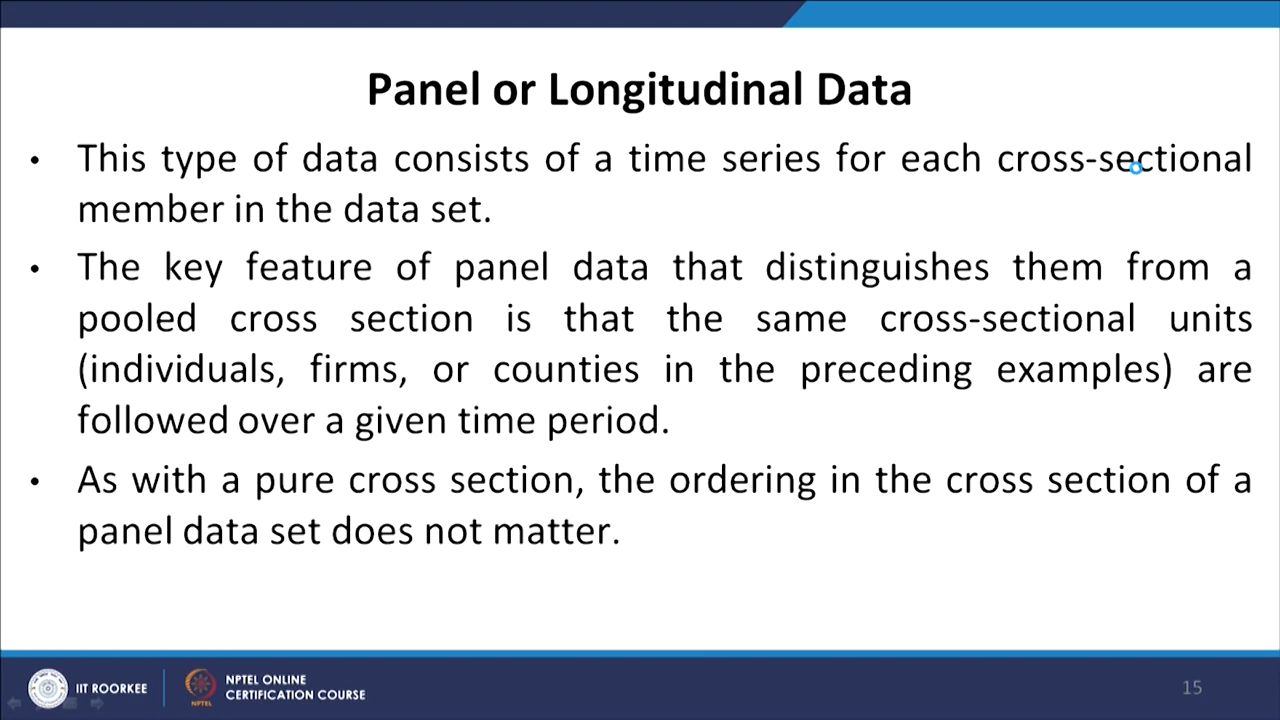 Panel or Longitudinal Data
• This type of data consists of a time series for each cross-sectional
member in the data set.
• The key feature of panel data that distinguishes them from a
pooled cross section is that the same cross-sectional units
(individuals, firms, or counties in the preceding examples) are
followed over a given time period.
• As with a pure cross section, the ordering in the cross section of a
panel data set does not matter.
IIT ROORKEE
NPTEL
NPTEL ONLINE
CERTIFICATION COURSE
15